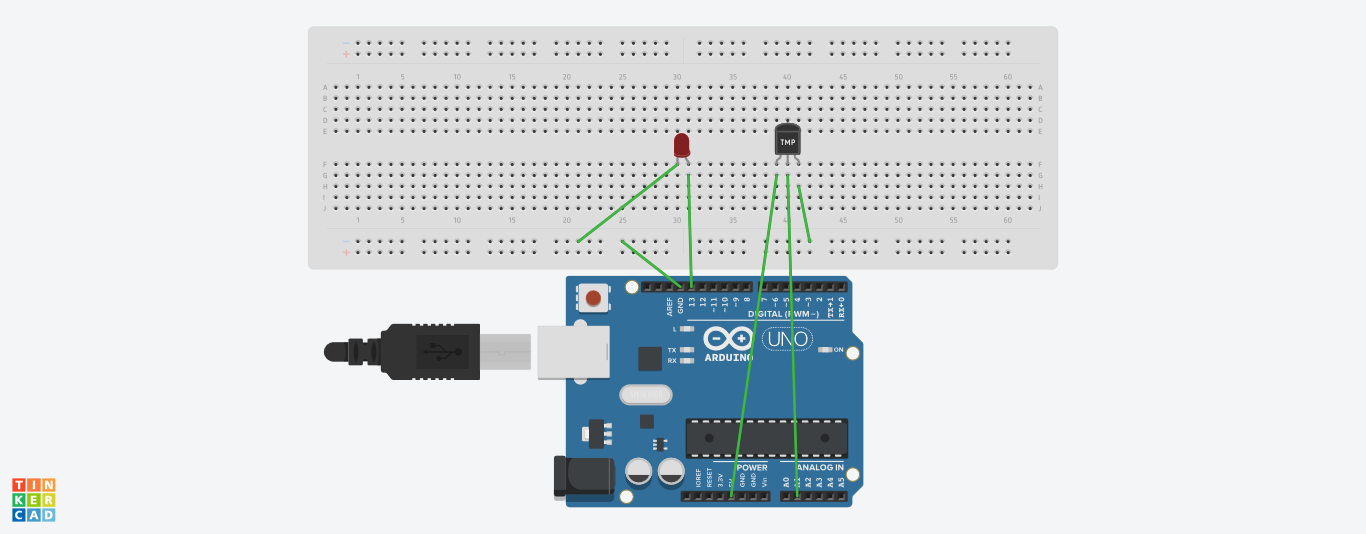 1 5 10 15 20 25 30 35 40 45 50 55 60
A A
B B
C C
D D
E E
TMP
F F
G G
H H
I I
J J
1 5 10 15 20 25 30 35 40 45 50 55 60
AREF
GND
13
12
~11
~10
~9
8
7
~6
~5
4
~3
2
TX→1
RX←0
DIGITAL (PWM~)
L
TX
RX
ARDUINO
UNO
ON
POWER
ANALOG IN
IOREF
RESET
3.3V
5V
GND
GND
Vin
A0
A1
A2
A3
A4
A5
TIN
KER
CAD